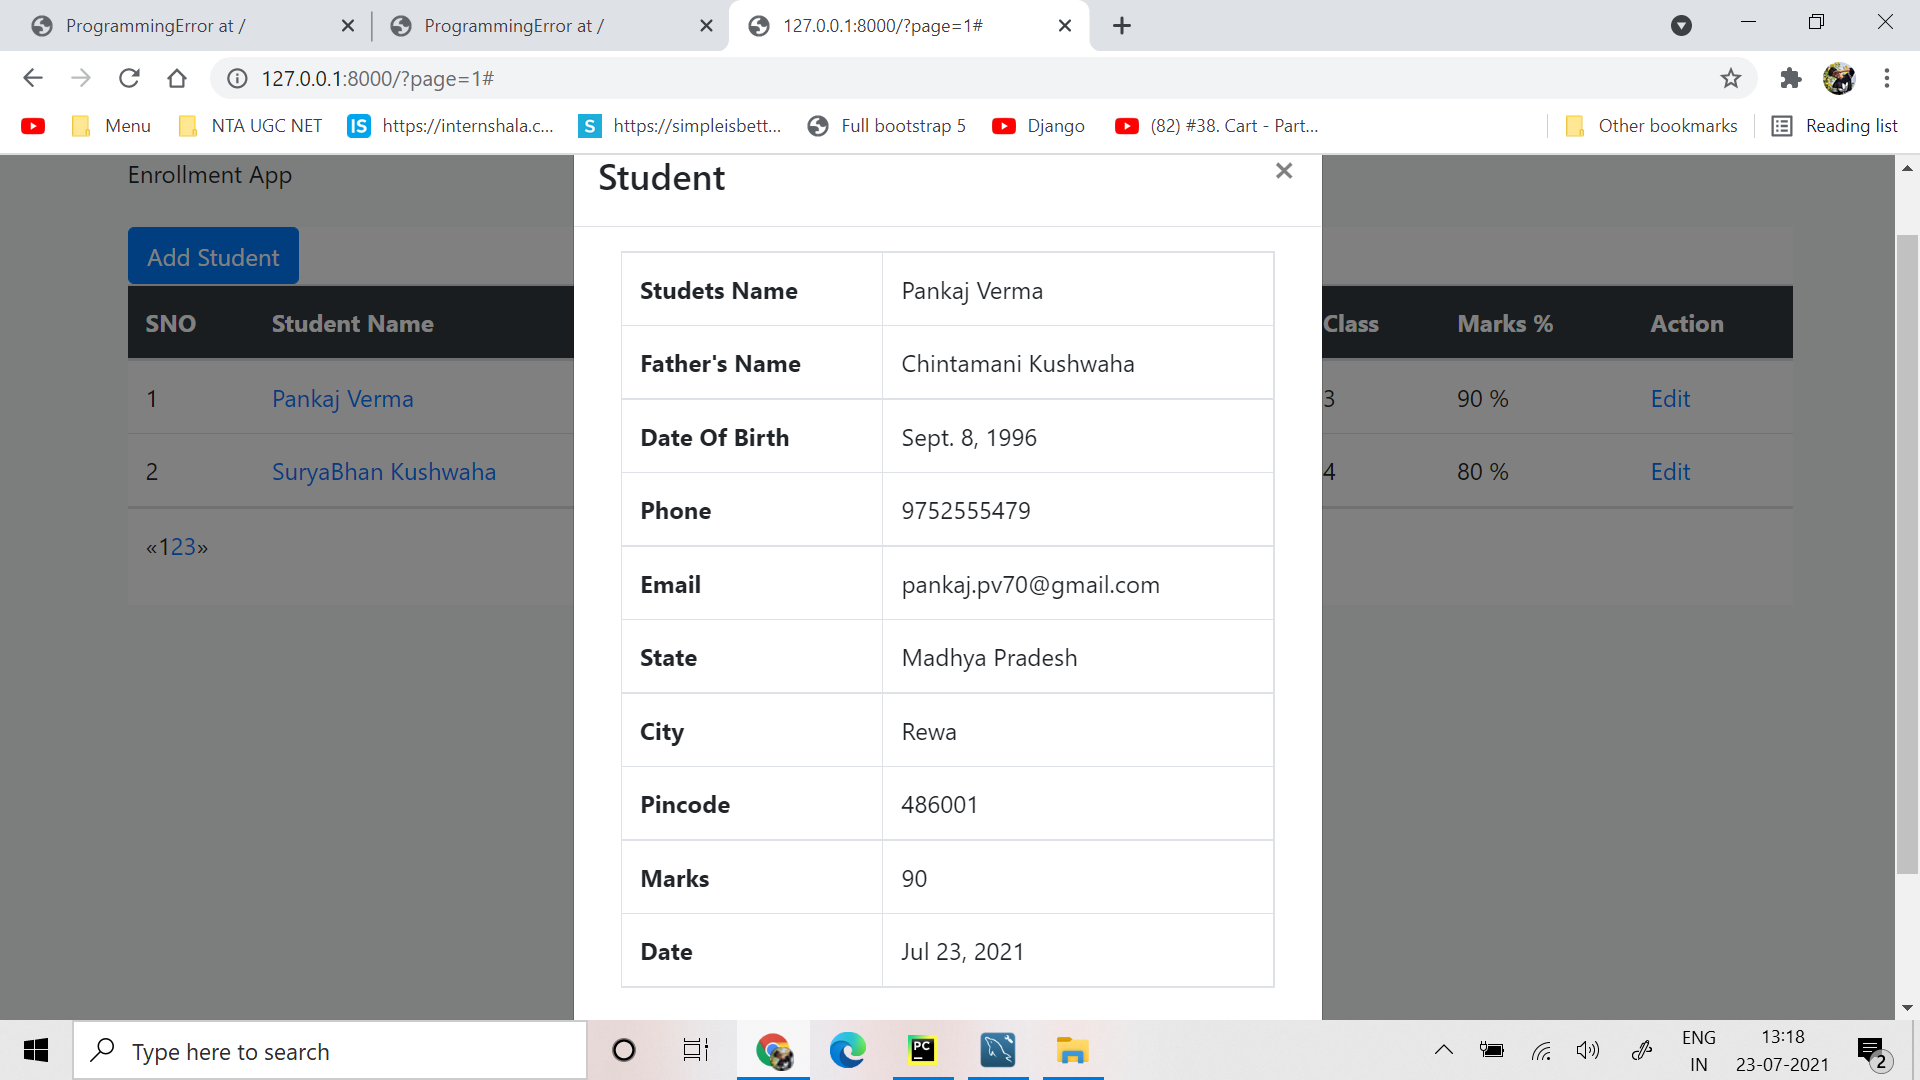 ProgrammingError at /
ProgrammingError at /
127.0.0.1:8000/?page=1#
127.0.0.1:8000/?page=1#
Menu
NTA UGC NET
IS https://internshala.c...
S https://simpleisbett...
Full bootstrap 5
Django
(82) #38. Cart - Part...
Other bookmarks
Reading list
Enrollment App
Add Student
SNO Student Name Class Marks % Action
1 Pankaj Verma 3 90 % Edit
2 SuryaBhan Kushwaha 4 80 % Edit
«123»
Student ×
Studets Name Pankaj Verma
Father's Name Chintamani Kushwaha
Date Of Birth Sept. 8, 1996
Phone 9752555479
Email pankaj.pv70@gmail.com
State Madhya Pradesh
City Rewa
Pincode 486001
Marks 90
Date Jul 23, 2021
Type here to search
PC
ENG
IN
13:18
23-07-2021
2